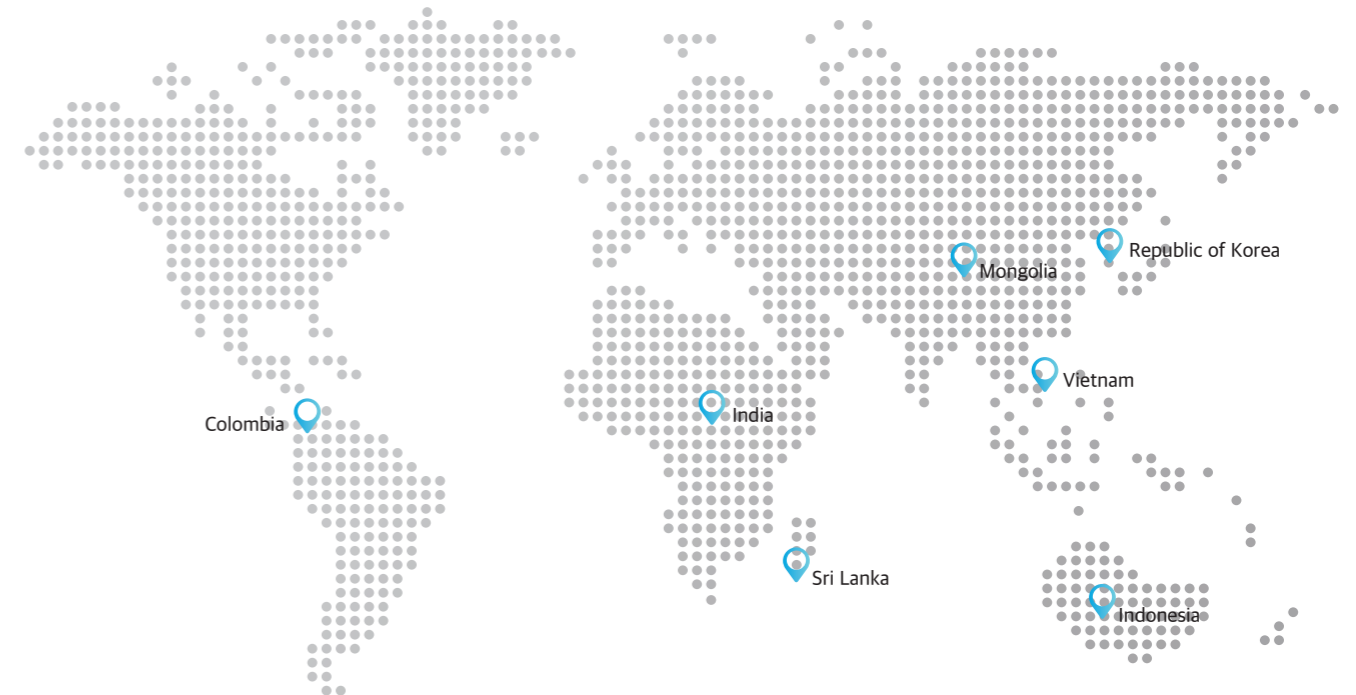 Republic of Korea
Mongolia
Vietnam
India
Colombia
Sri Lanka
Indonesia